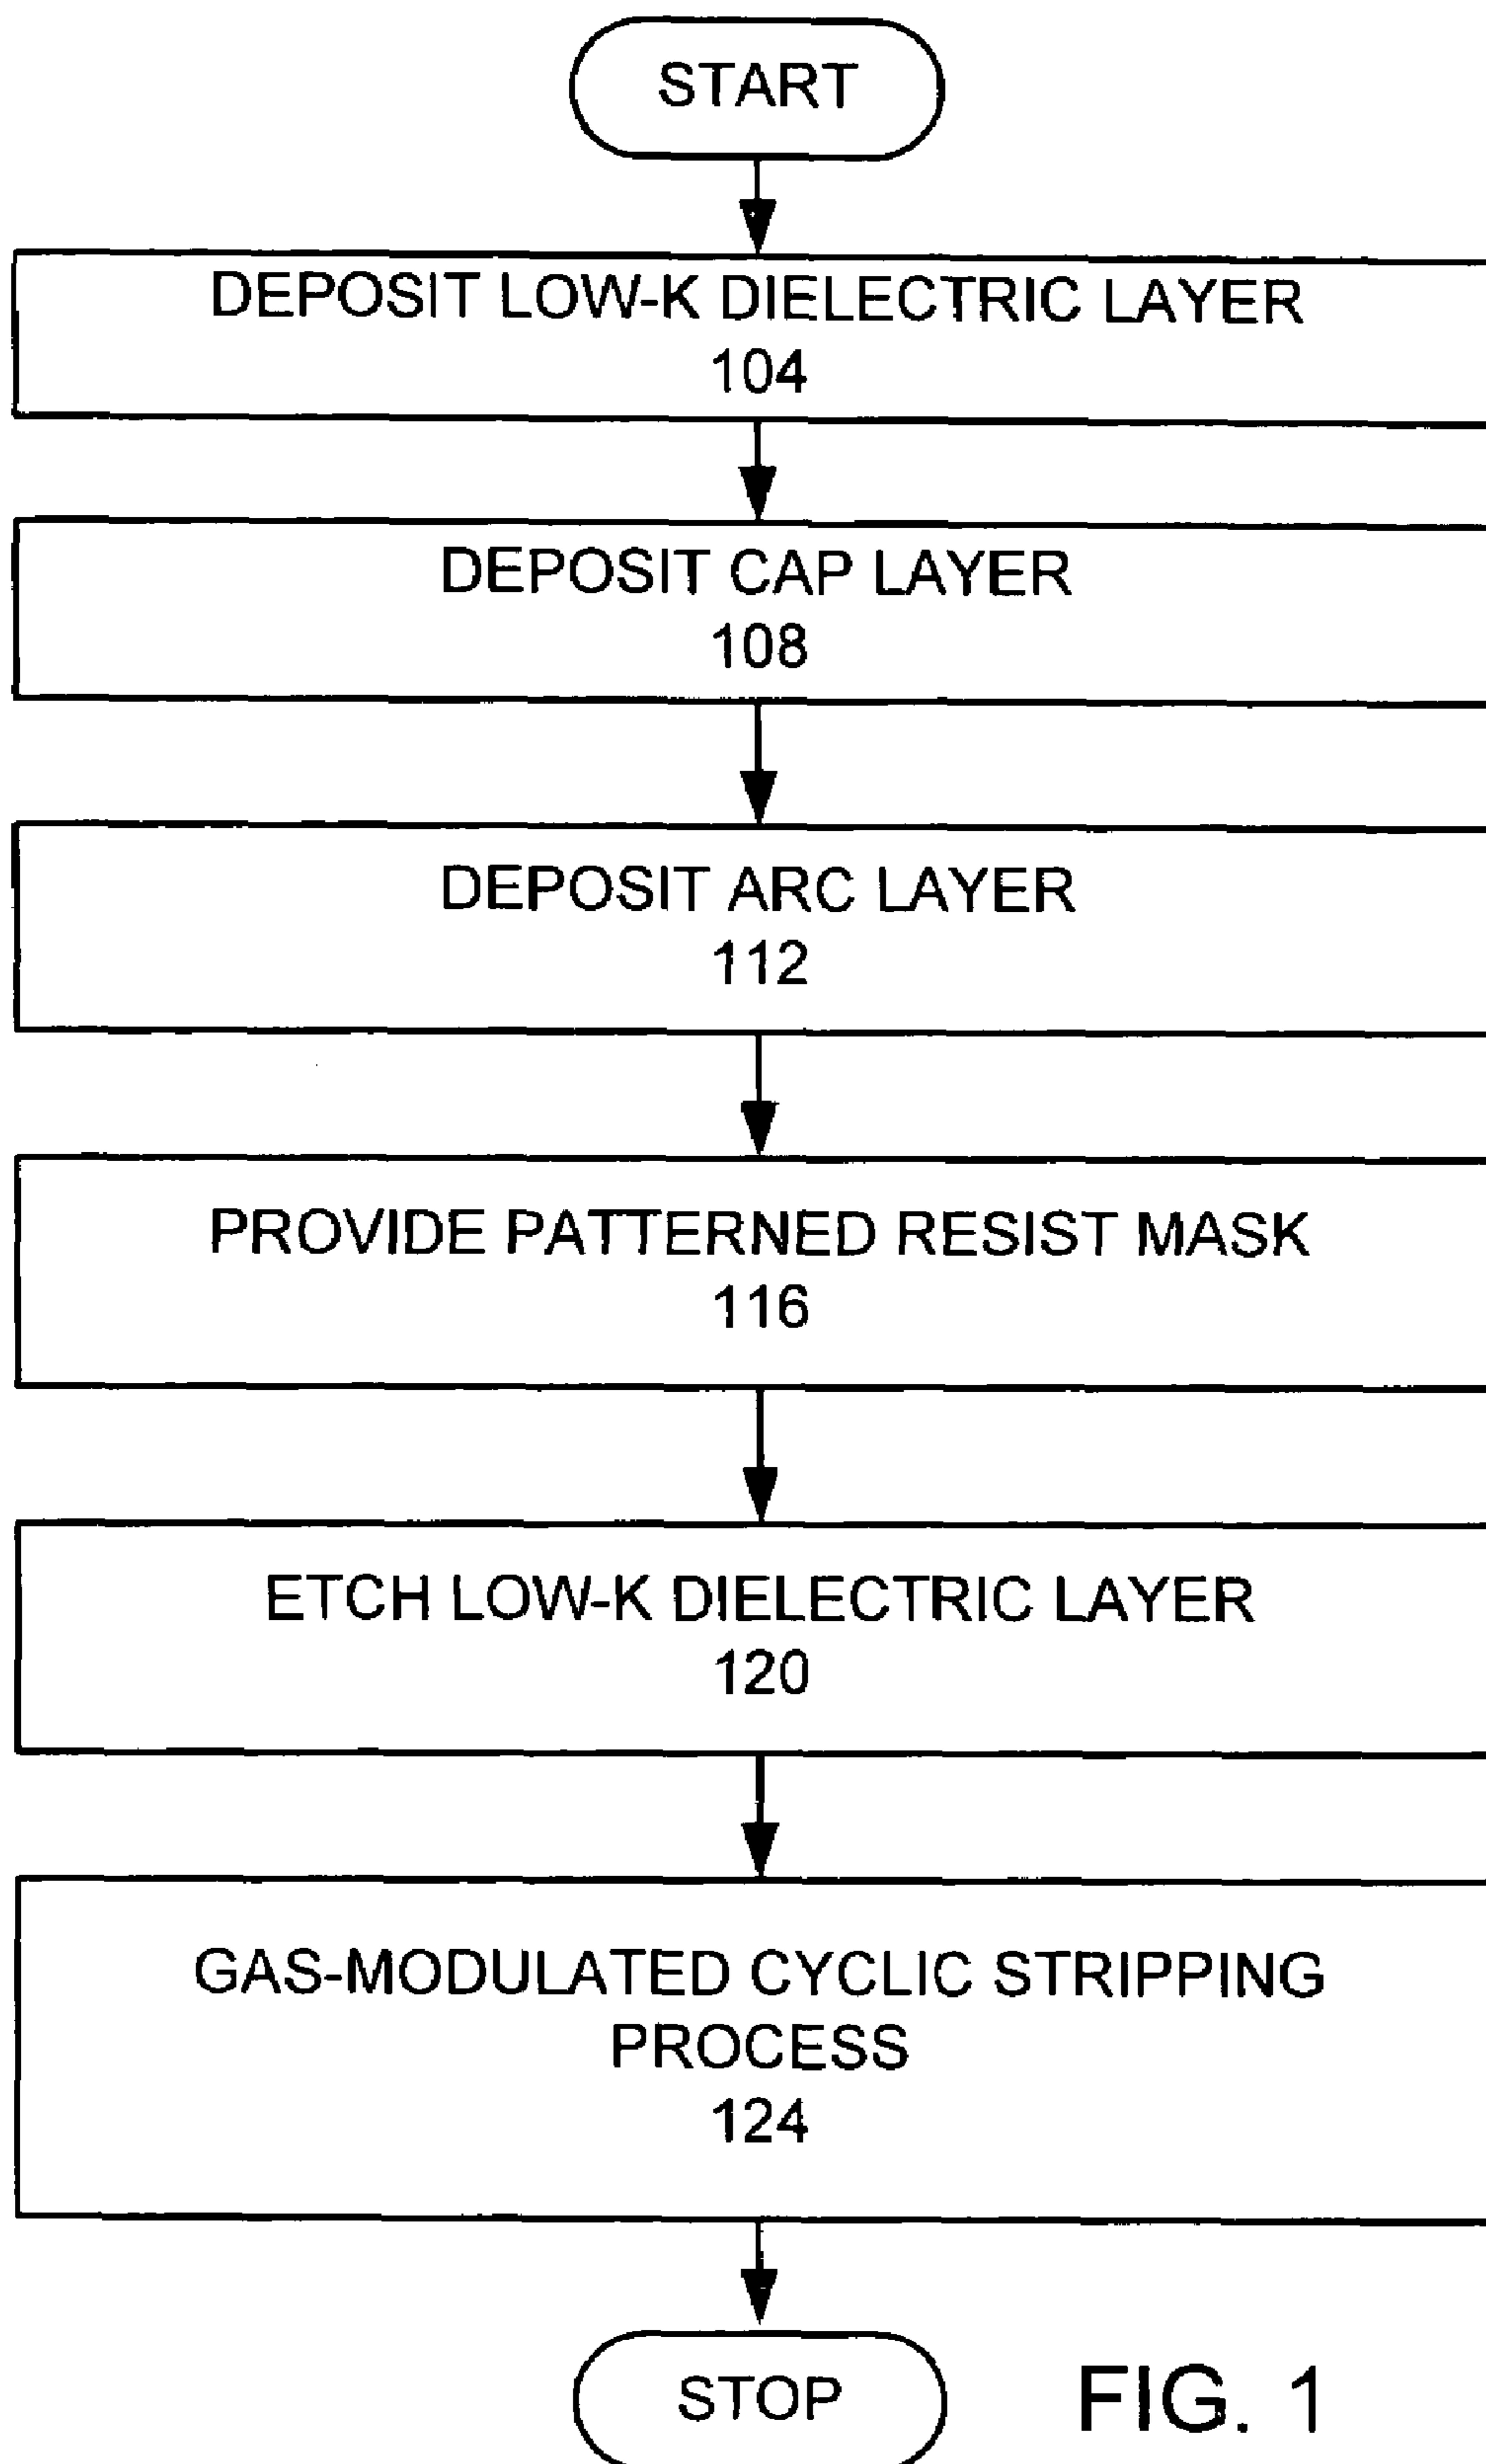 START
DEPOSIT LOW-K DIELECTRIC LAYER
104
DEPOSIT CAP LAYER
108
DEPOSIT ARC LAYER
112
PROVIDE PATTERNED RESIST MASK
116
ETCH LOW-K DIELECTRIC LAYER
120
GAS-MODULATED CYCLIC STRIPPING
PROCESS
124
STOP
FIG. 1